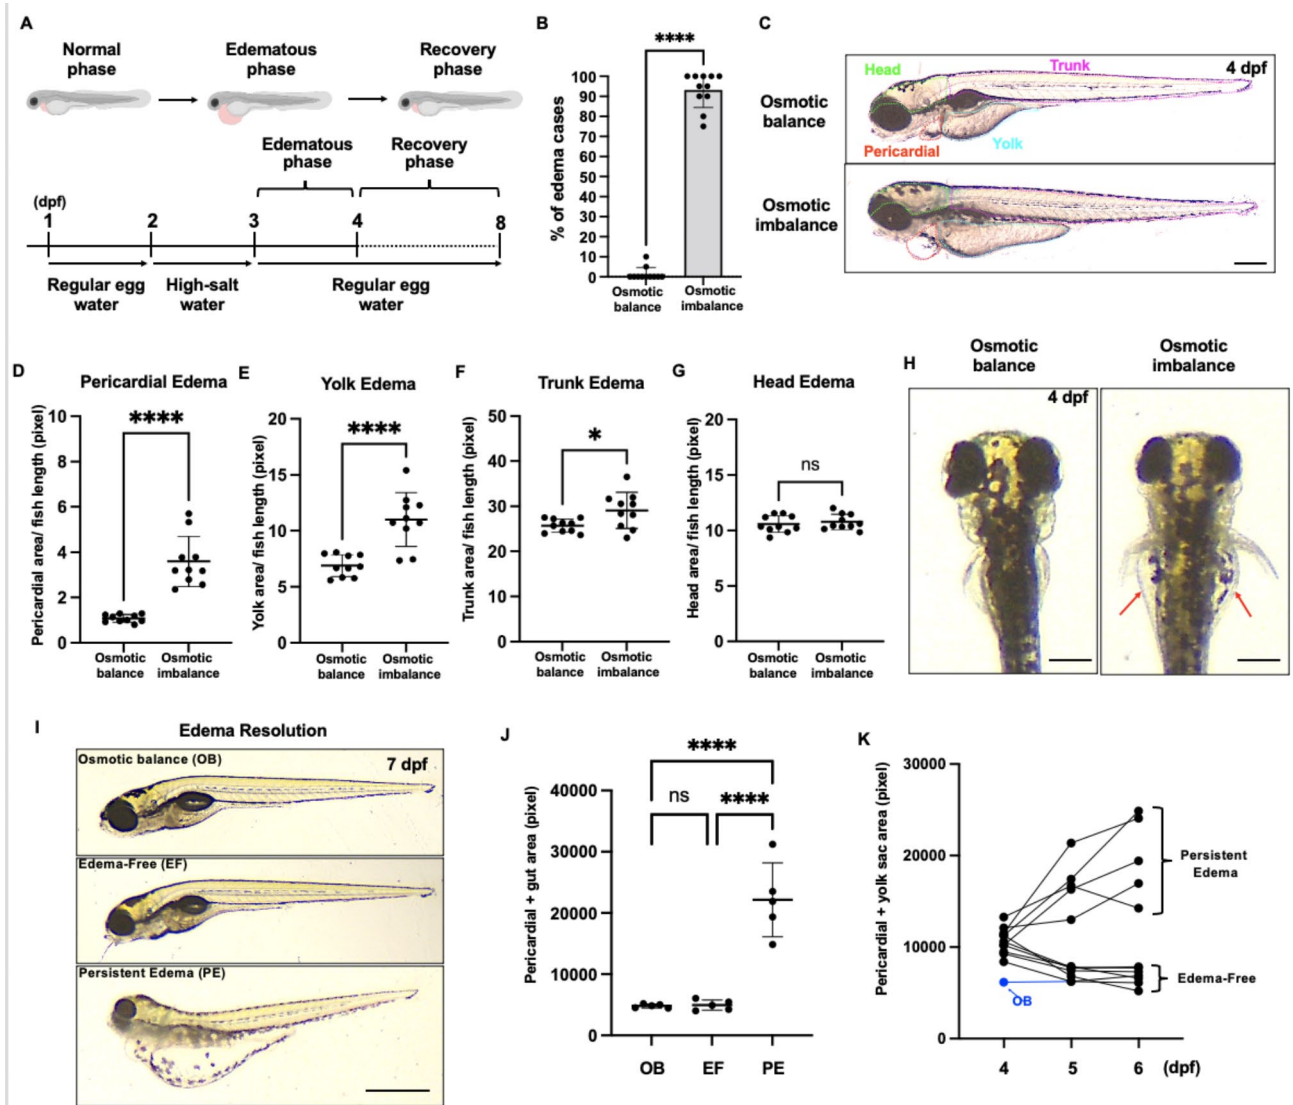 A
Normal
phase
Edematous
phase
Recovery
phase
Edematous
phase
Recovery
phase
(dpf)
1 2 3 4 8
Regular egg
water
High-salt
water
Regular egg
water
B
****
% of edema cases
100
90
80
70
60
50
40
30
20
10
0
Osmotic
balance
Osmotic
imbalance
C
Osmotic
balance
Head
Trunk
4 dpf
Pericardial
Yolk
Osmotic
imbalance
D
Pericardial Edema
****
Pericardial area/ fish length (pixel)
10
8
6
4
2
0
Osmotic
balance
Osmotic
imbalance
E
Yolk Edema
****
Yolk area/ fish length (pixel)
20
15
10
5
0
Osmotic
balance
Osmotic
imbalance
F
Trunk Edema
*
Trunk area/ fish length (pixel)
50
40
30
20
10
0
Osmotic
balance
Osmotic
imbalance
G
Head Edema
ns
Head area/ fish length (pixel)
20
15
10
5
0
Osmotic
balance
Osmotic
imbalance
H
Osmotic
balance
Osmotic
imbalance
4 dpf
I
Edema Resolution
Osmotic balance (OB)
7 dpf
Edema-Free (EF)
Persistent Edema (PE)
J
****
ns
****
Pericardial + gut area (pixel)
40000
30000
20000
10000
0
OB EF PE
K
Pericardial + yolk sac area (pixel)
30000
20000
10000
0
Persistent
Edema
Edema-Free
OB
4 5 6 (dpf)